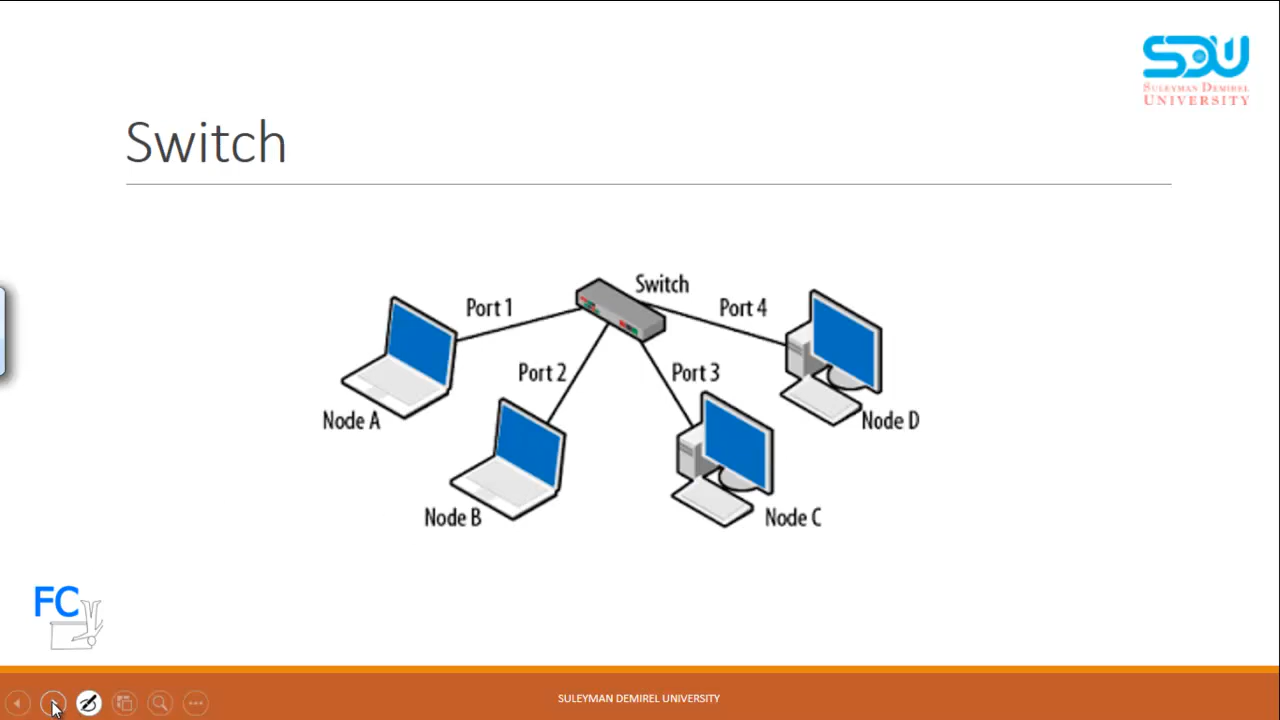 SDU
SULEYMAN DEMIREL
UNIVERSITY
Switch
Switch
Port 1
Port 4
Port 2
Port 3
Node A
Node D
Node B
Node C
FC
SULEYMAN DEMIREL UNIVERSITY